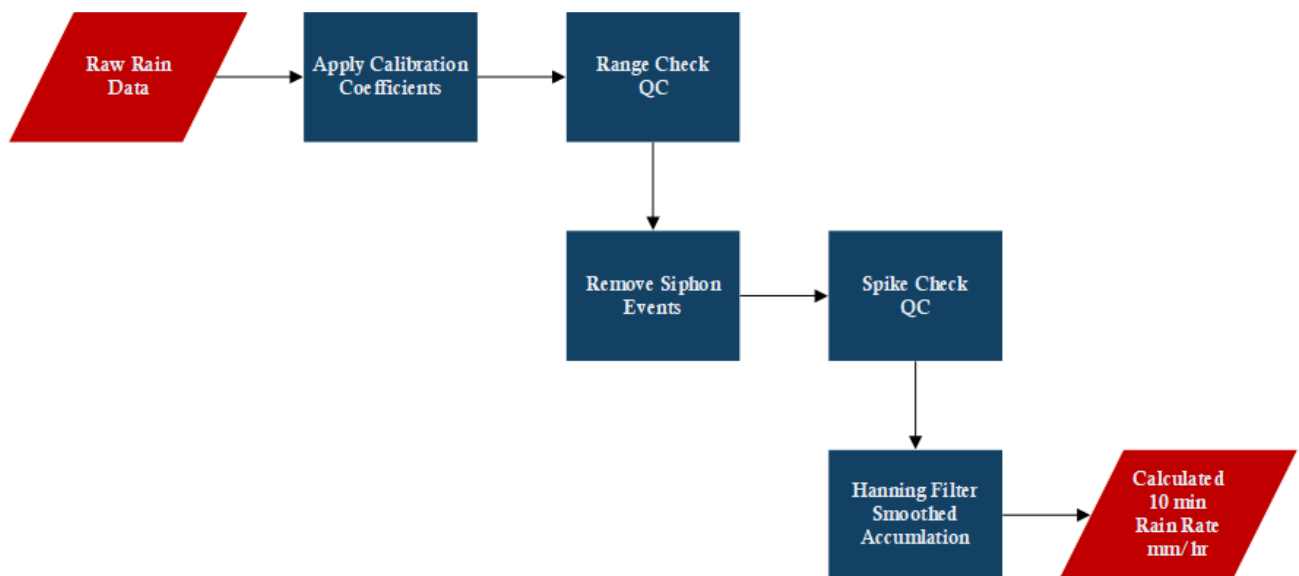 Raw Rain
Data
Apply Calibration
Coefficients
Range Check
QC
Remove Siphon
Events
Spike Check
QC
Hanning Filter
Smoothed
Accumlation
Calculated
10 min
Rain Rate
mm/hr